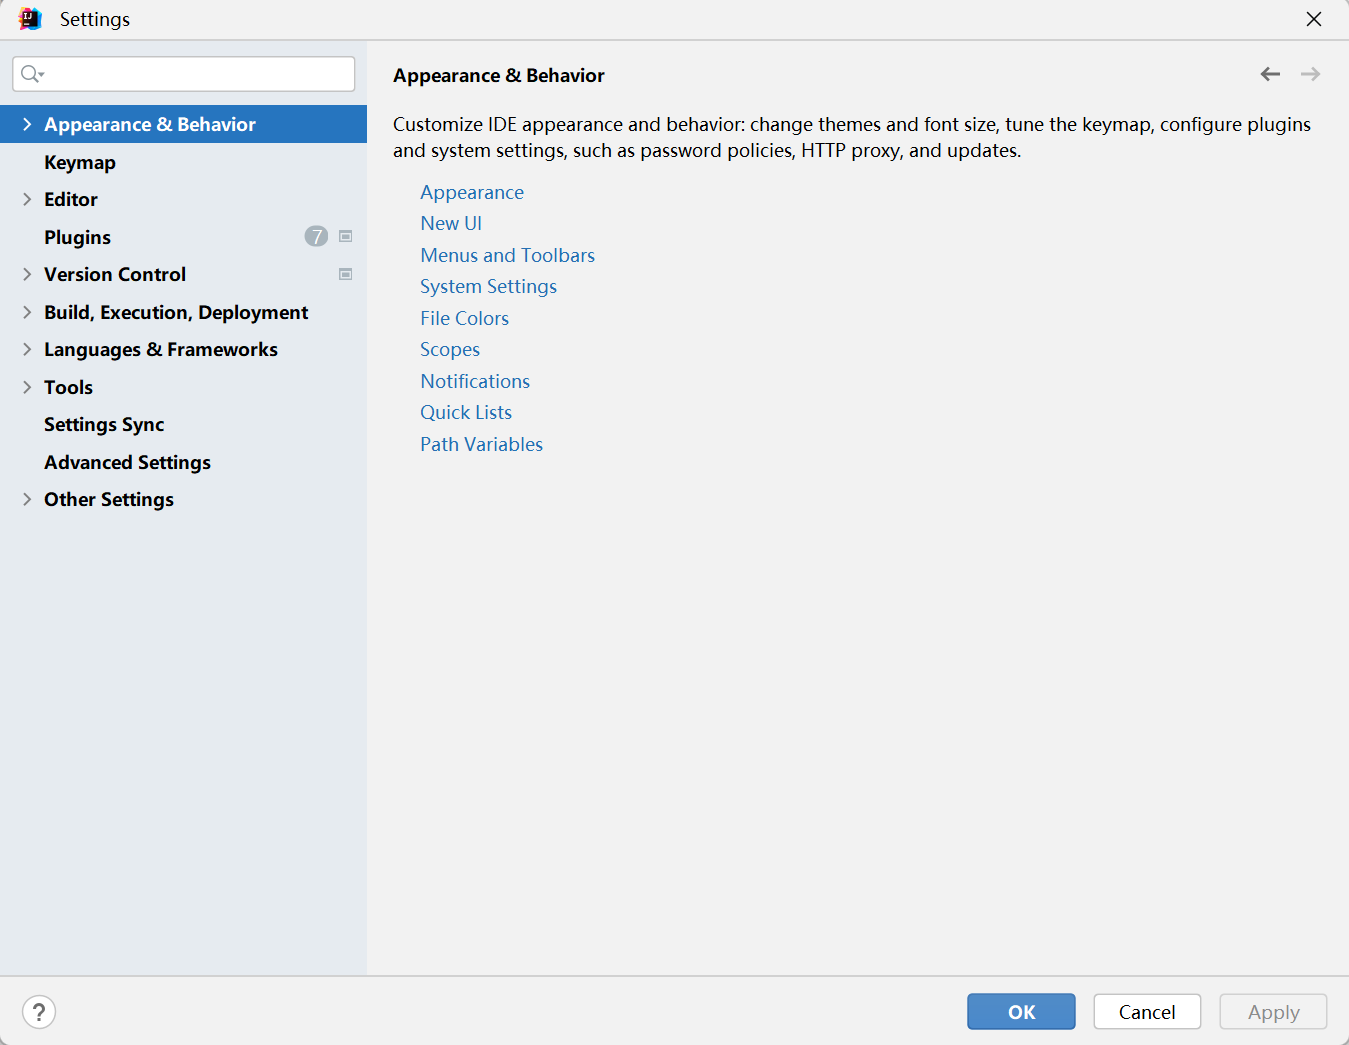 Settings
Appearance & Behavior
Keymap
Editor
Plugins 7
Version Control
Build, Execution, Deployment
Languages & Frameworks
Tools
Settings Sync
Advanced Settings
Other Settings
Appearance & Behavior
Customize IDE appearance and behavior: change themes and font size, tune the keymap, configure plugins
and system settings, such as password policies, HTTP proxy, and updates.
Appearance
New UI
Menus and Toolbars
System Settings
File Colors
Scopes
Notifications
Quick Lists
Path Variables
?
OK
Cancel
Apply